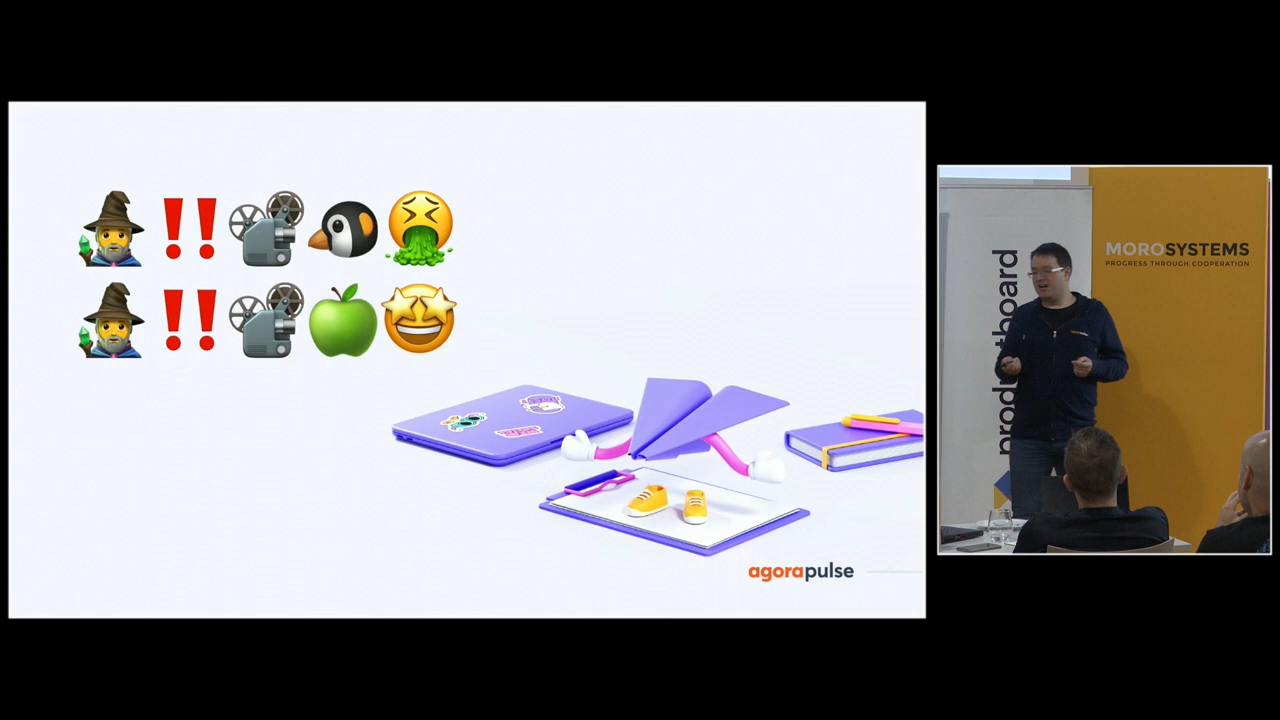 🧙‍♂️‼️📽️🐧🤮
🧙‍♂️‼️📽️🍏🤩
agorapulse
productboard
MOROSYSTEMS
PROGRESS THROUGH COOPERATION